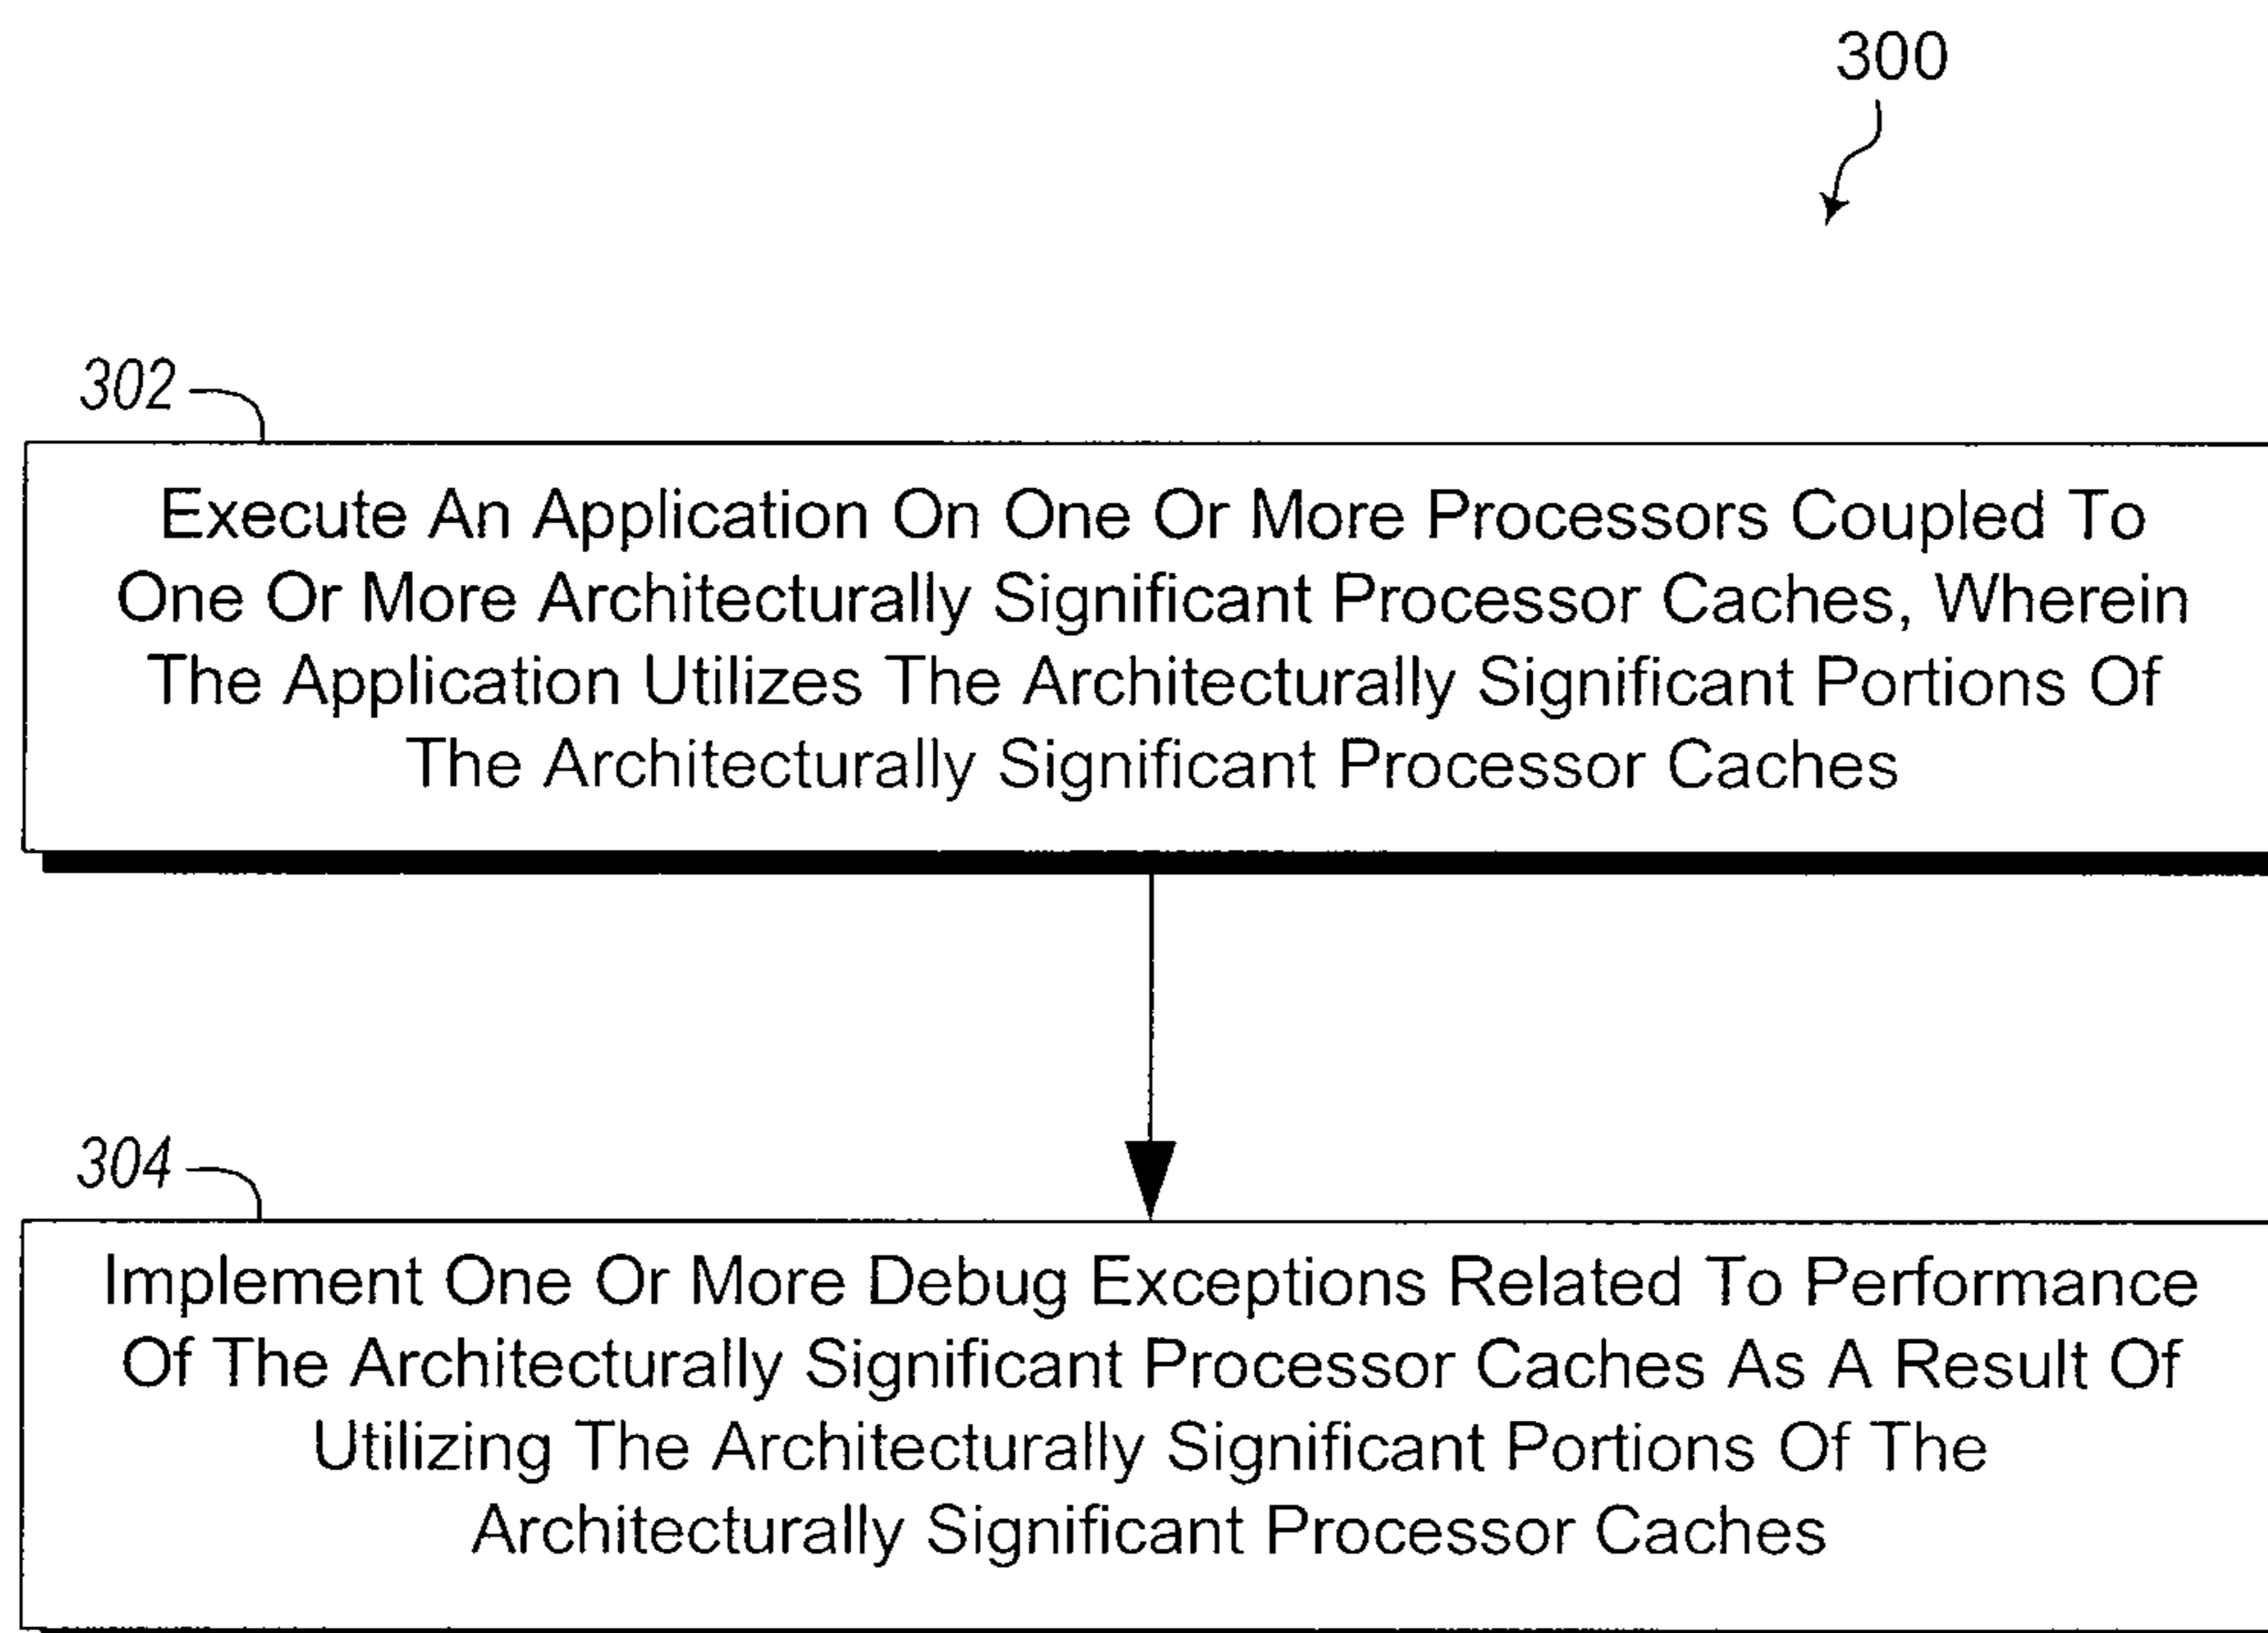 300
302
Execute An Application On One Or More Processors Coupled To
One Or More Architecturally Significant Processor Caches, Wherein
The Application Utilizes The Architecturally Significant Portions Of
The Architecturally Significant Processor Caches
304
Implement One Or More Debug Exceptions Related To Performance
Of The Architecturally Significant Processor Caches As A Result Of
Utilizing The Architecturally Significant Portions Of The
Architecturally Significant Processor Caches